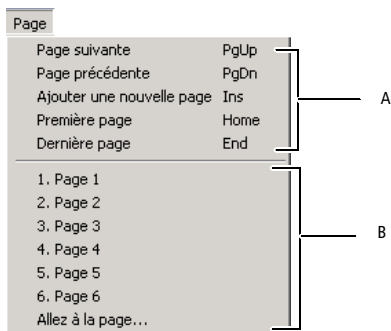 Page
Page suivante PgUp
Page précédente PgDn
Ajouter une nouvelle page Ins
Première page Home
Dernière page End
A
1. Page 1
2. Page 2
3. Page 3
4. Page 4
5. Page 5
6. Page 6
Allez à la page...
B